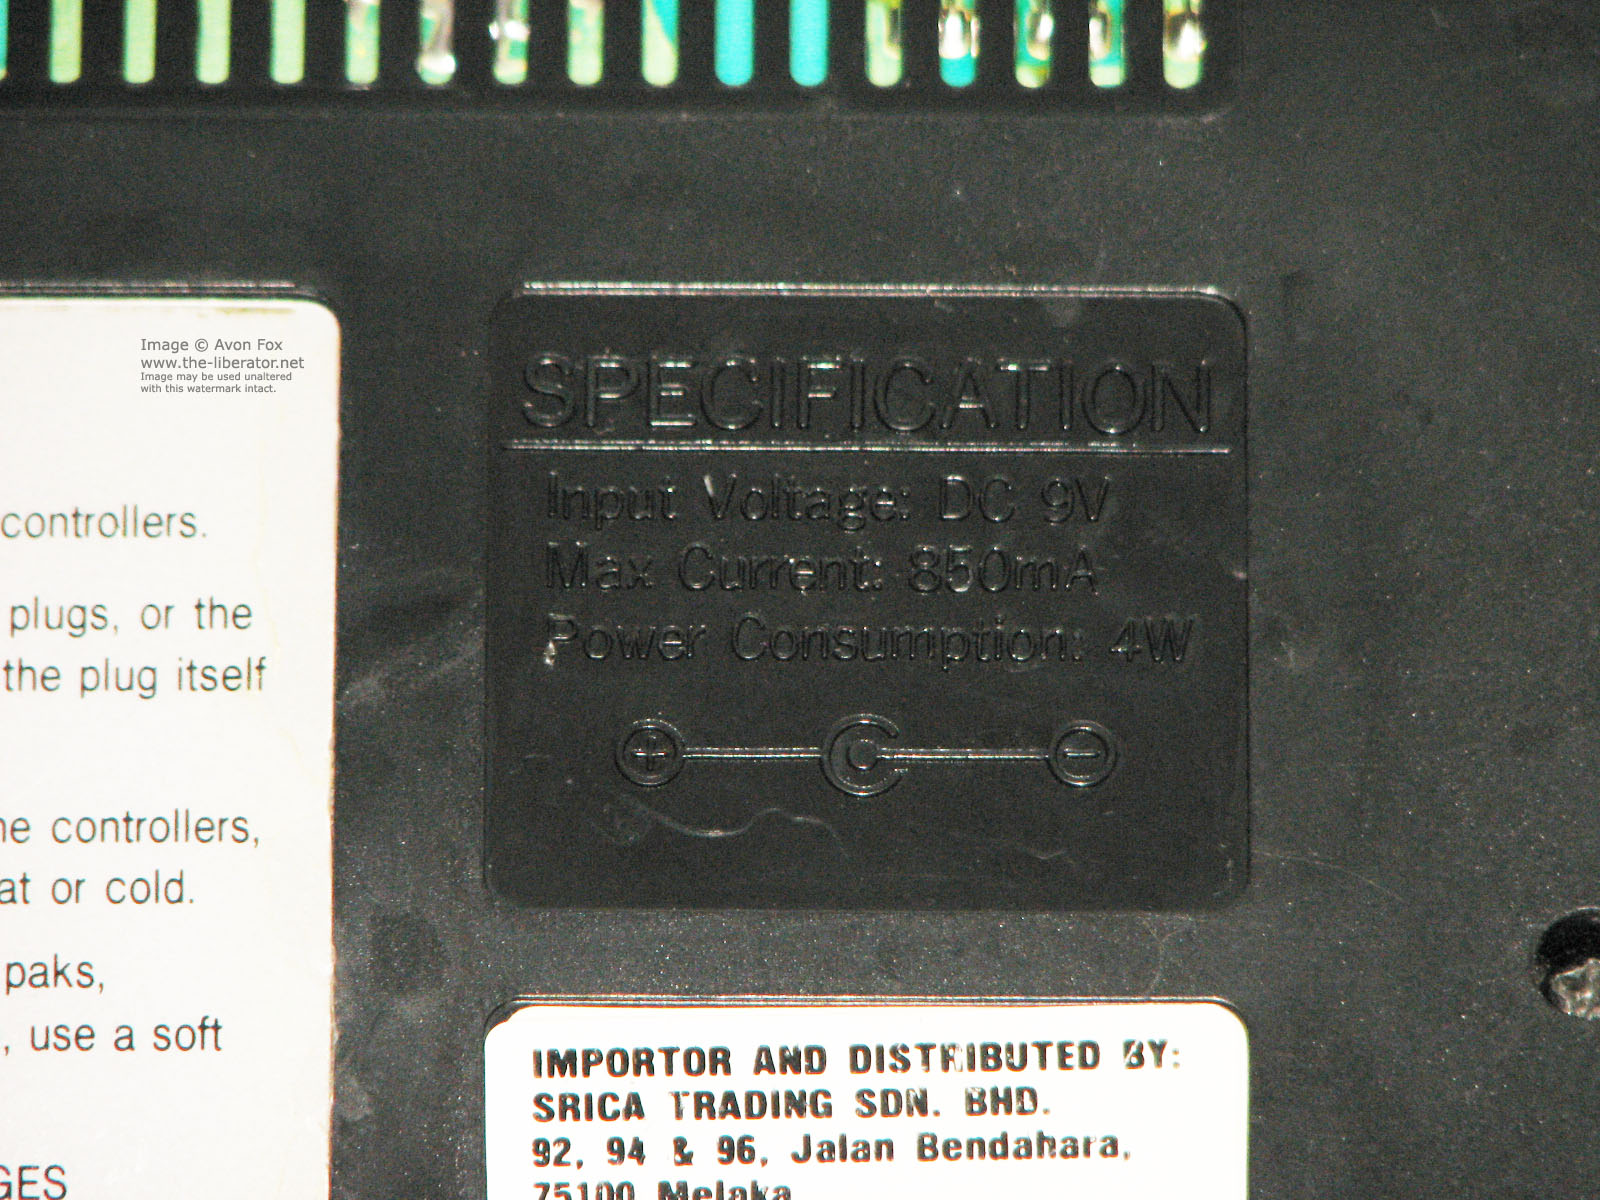 Image © Avon Fox
www.the-liberator.net
Image may be used unaltered
with this watermark intact.
controllers.
plugs, or the
the plug itself
controllers,
or cold.
paks,
, use a soft
SPECIFICATION
Input Voltage: DC 9V
Max Current: 850mA
Power Consumption: 4W
+ −
IMPORTOR AND DISTRIBUTED BY:
SRICA TRADING SDN. BHD.
92, 94 & 96, Jalan Bendahara,
75100 Melaka